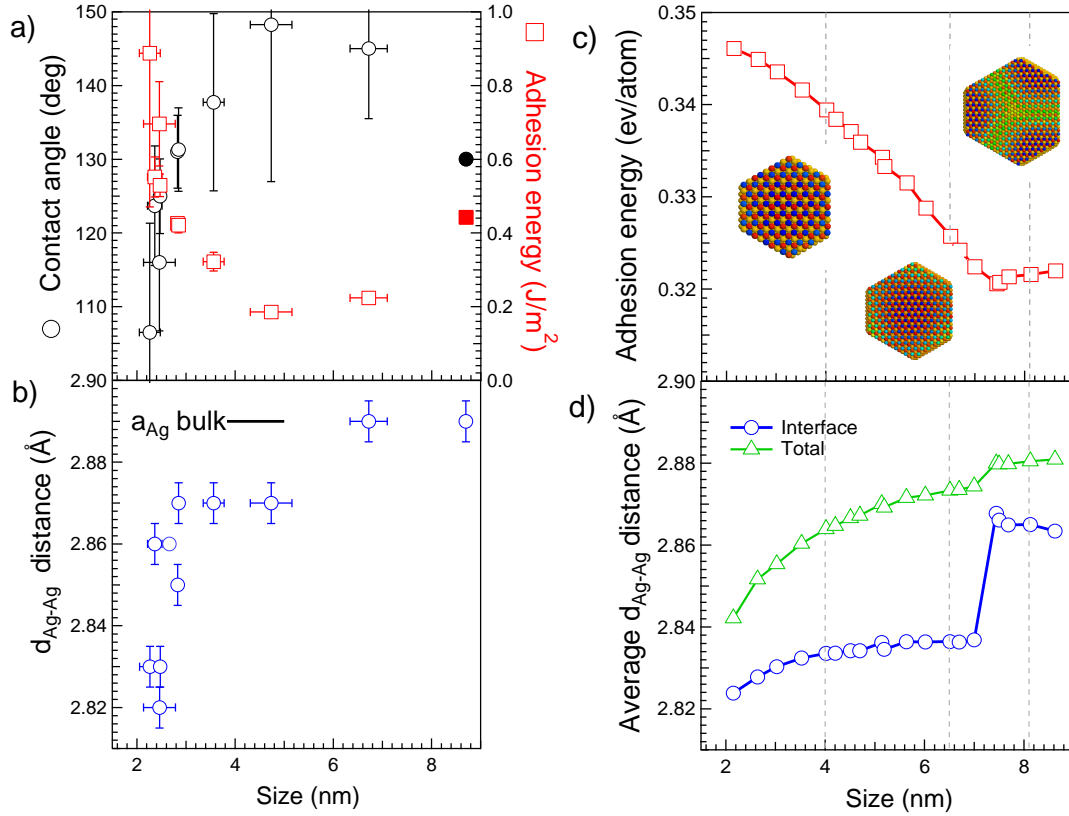 a)
150
140
130
120
110
2.90
Contact angle (deg)
1.0
0.8
0.6
0.4
0.2
0.0
Adhesion energy (J/m²)
b)
a_Ag bulk
2.88
2.86
2.84
2.82
d_Ag-Ag distance (Å)
2 4 6 8
Size (nm)
c)
0.35
0.34
0.33
0.32
2.90
Adhesion energy (ev/atom)
d)
Interface
Total
2.88
2.86
2.84
2.82
Average d_Ag-Ag distance (Å)
2 4 6 8
Size (nm)